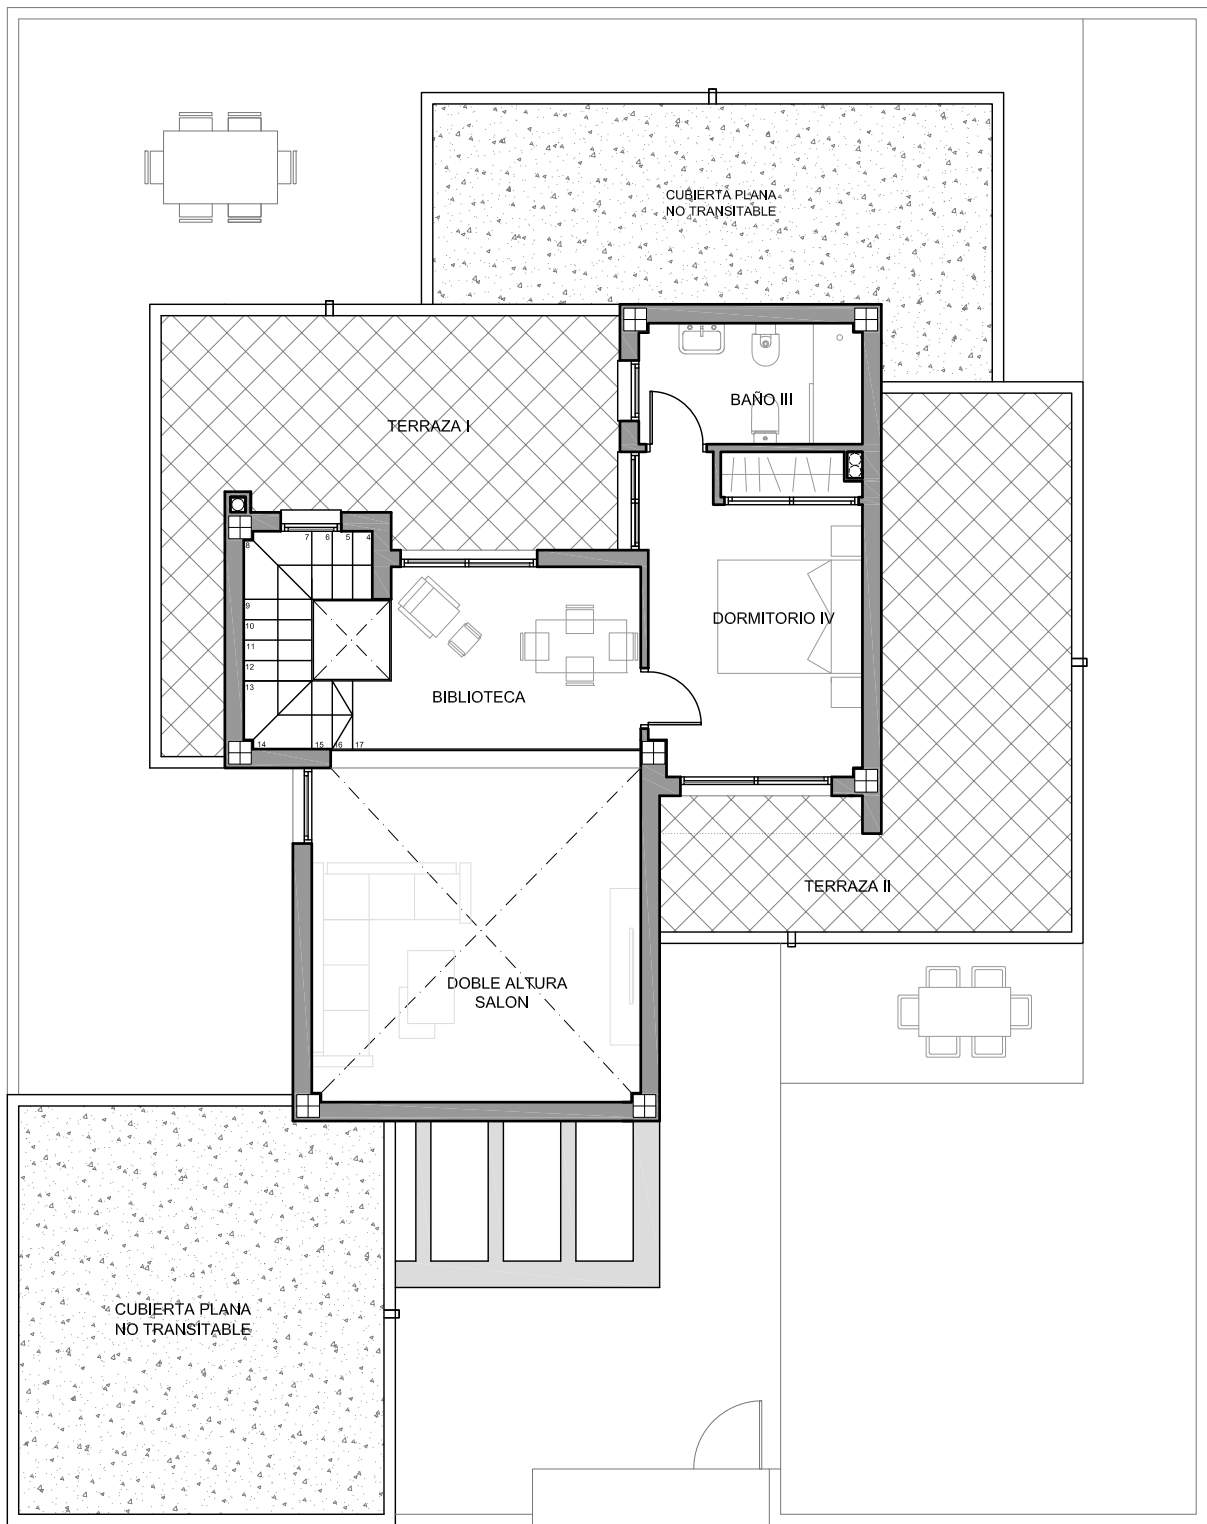 CUBIERTA PLANA
NO TRANSITABLE
TERRAZA I
BAÑO III
7 6 5 4
8
9
10
11
12
13
14 15 16 17
DORMITORIO IV
BIBLIOTECA
TERRAZA II
DOBLE ALTURA
SALON
CUBIERTA PLANA
NO TRANSITABLE